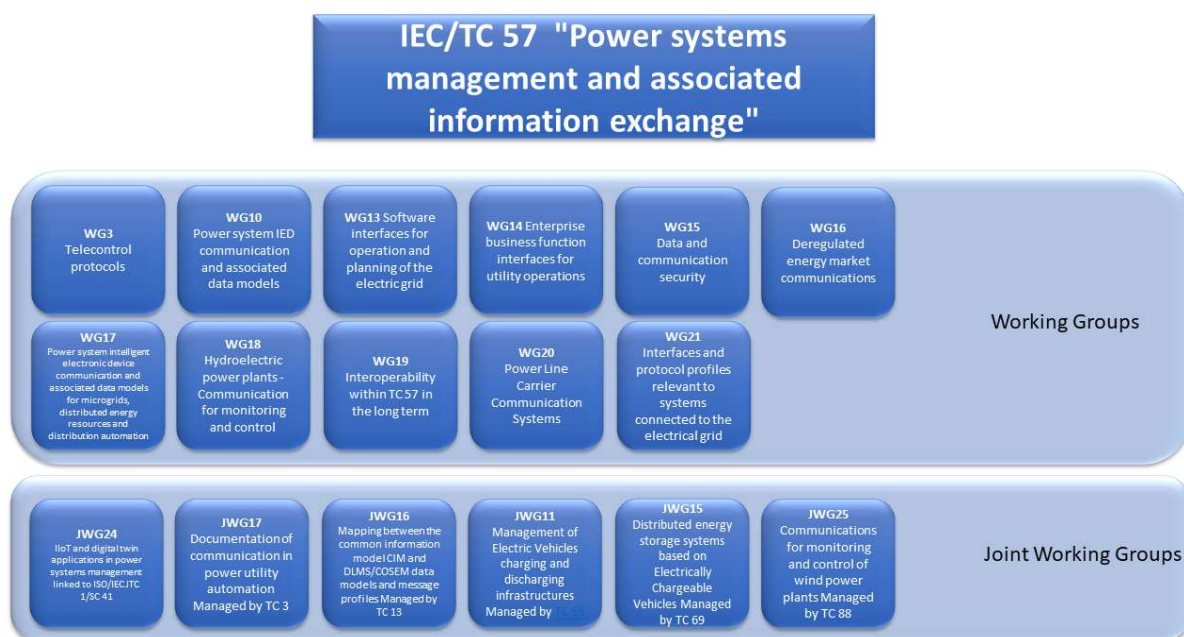 IEC/TC 57 "Power systems
management and associated
information exchange"
WG3
Telecontrol
protocols
WG10
Power system IED
communication
and associated
data models
WG13 Software
interfaces for
operation and
planning of the
electric grid
WG14 Enterprise
business function
interfaces for
utility operations
WG15
Data and
communication
security
WG16
Deregulated
energy market
communications
Working Groups
WG17
Power system intelligent
electronic device
communication and
associated data models
for microgrids,
distributed energy
resources and
distribution automation
WG18
Hydroelectric
power plants -
Communication
for monitoring
and control
WG19
Interoperability
within TC 57 in
the long term
WG20
Power Line
Carrier
Communication
Systems
WG21
Interfaces and
protocol profiles
relevant to
systems
connected to the
electrical grid
JWG24
IIoT and digital twin
applications in power
systems management
linked to ISO/IEC JTC
1/SC 41
JWG17
Documentation of
communication in
power utility
automation
Managed by TC 3
JWG16
Mapping between the
common information
model CIM and
DLMS/COSEM data
models and message
profiles Managed by
TC 13
JWG11
Management of
Electric Vehicles
charging and
discharging
infrastructures
Managed by TC 69
JWG15
Distributed energy
storage systems
based on
Electrically
Chargeable
Vehicles Managed
by TC 69
JWG25
Communications
for monitoring
and control of
wind power
plants Managed
by TC 88
Joint Working Groups